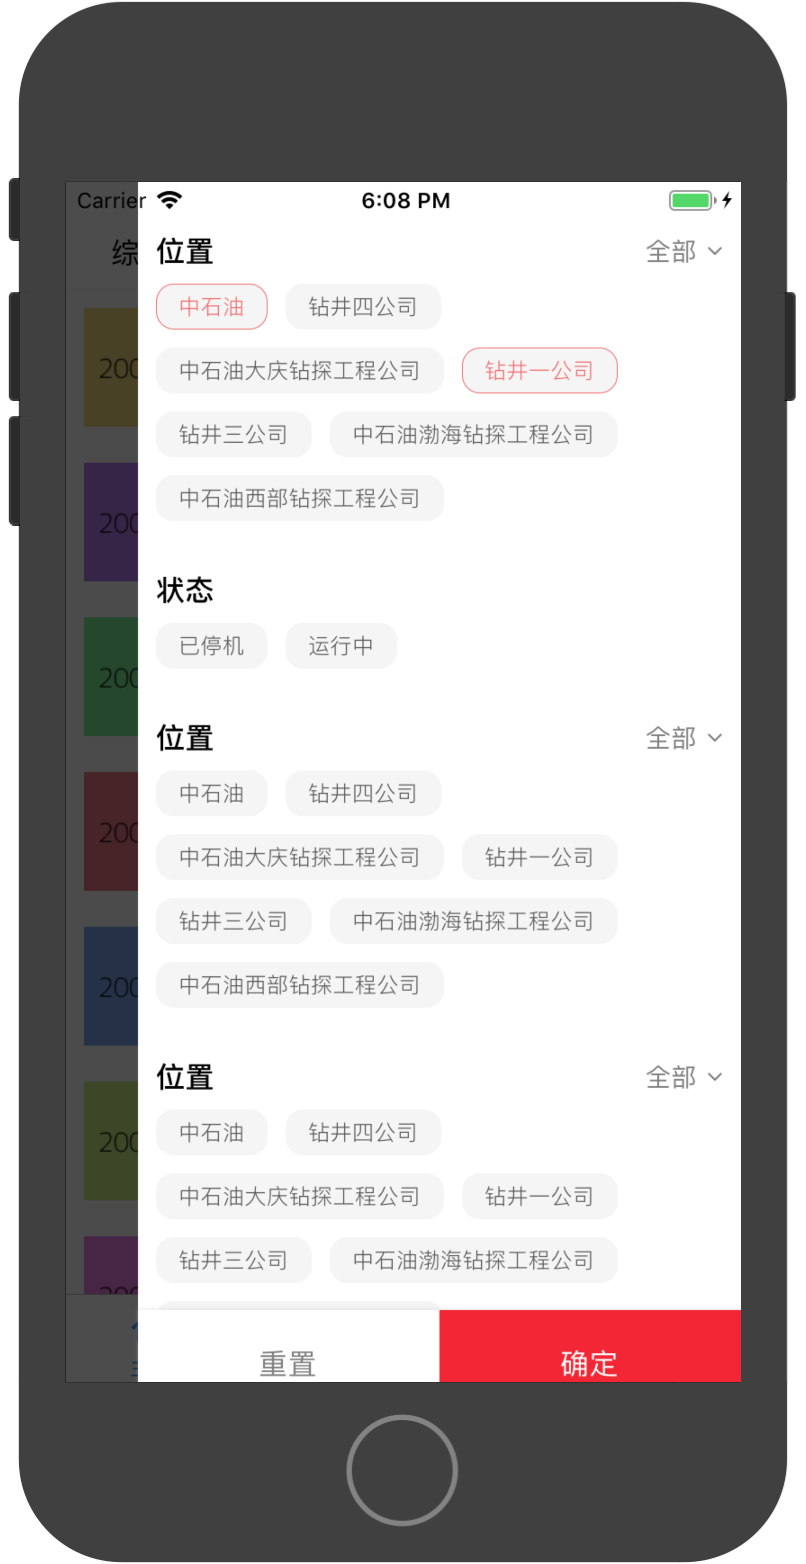 Carrier 6:08 PM
综
位置 全部
中石油 钻井四公司
中石油大庆钻探工程公司 钻井一公司
钻井三公司 中石油渤海钻探工程公司
中石油西部钻探工程公司
状态
已停机 运行中
位置 全部
中石油 钻井四公司
中石油大庆钻探工程公司 钻井一公司
钻井三公司 中石油渤海钻探工程公司
中石油西部钻探工程公司
位置 全部
中石油 钻井四公司
中石油大庆钻探工程公司 钻井一公司
钻井三公司 中石油渤海钻探工程公司
重置 确定
200
200
200
200
200
200